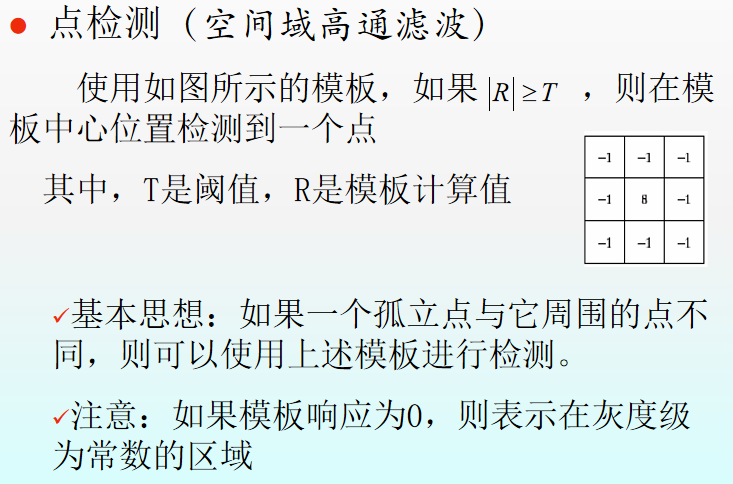 ● 点检测（空间域高通滤波）
使用如图所示的模板，如果 |R| ≥ T ，则在模
板中心位置检测到一个点
其中，T是阈值，R是模板计算值
-1 -1 -1
-1 8 -1
-1 -1 -1
✓基本思想：如果一个孤立点与它周围的点不
同，则可以使用上述模板进行检测。
✓注意：如果模板响应为0，则表示在灰度级
为常数的区域